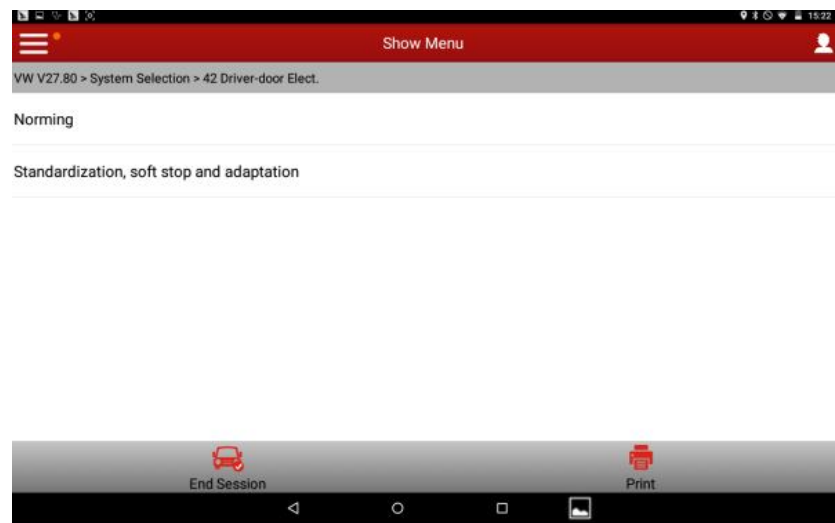 15:22
Show Menu
VW V27.80 > System Selection > 42 Driver-door Elect.
Norming
Standardization, soft stop and adaptation
End Session
Print